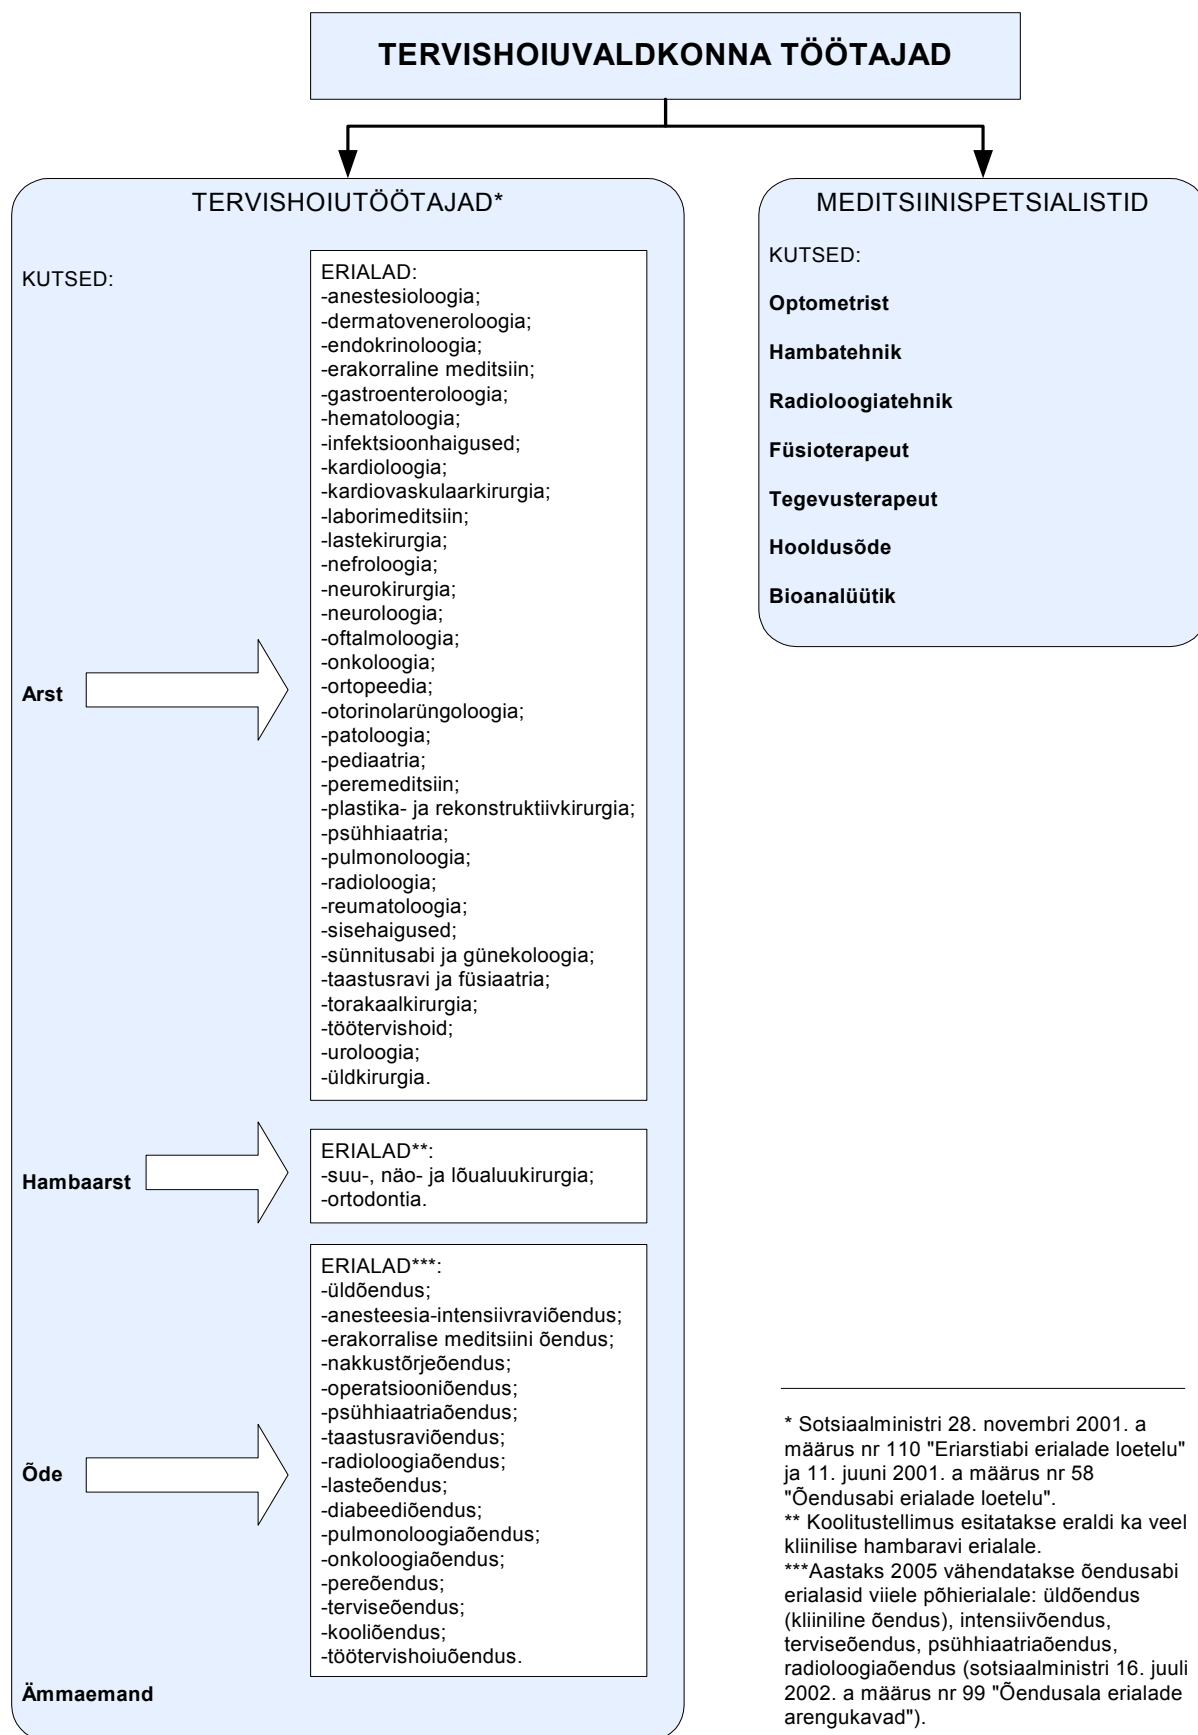 TERVISHOIUVALDKONNA TÖÖTAJAD
TERVISHOIUTÖÖTAJAD*
KUTSED:
ERIALAD:
-anestesioloogia;
-dermatoveneroloogia;
-endokrinoloogia;
-erakorraline meditsiin;
-gastroenteroloogia;
-hematoloogia;
-infektsioonhaigused;
-kardioloogia;
-kardiovaskulaarkirurgia;
-laborimeditsiin;
-lastekirurgia;
-nefroloogia;
-neurokirurgia;
-neuroloogia;
-oftalmoloogia;
-onkoloogia;
-ortopeedia;
-otorinolarüngoloogia;
-patoloogia;
-pediaatria;
-peremeditsiin;
-plastika- ja rekonstruktiivkirurgia;
-psühhiaatria;
-pulmonoloogia;
-radioloogia;
-reumatoloogia;
-sisehaigused;
-sünnitusabi ja günekoloogia;
-taastusravi ja füsiaatria;
-torakaalkirurgia;
-töötervishoid;
-uroloogia;
-üldkirurgia.
Arst
Hambaarst
ERIALAD**:
-suu-, näo- ja lõualuukirurgia;
-ortodontia.
Õde
ERIALAD***:
-üldõendus;
-anesteesia-intensiivraviõendus;
-erakorralise meditsiini õendus;
-nakkustõrjeõendus;
-operatsiooniõendus;
-psühhiaatriaõendus;
-taastusraviõendus;
-radioloogiaõendus;
-lasteõendus;
-diabeediõendus;
-pulmonoloogiaõendus;
-onkoloogiaõendus;
-pereõendus;
-terviseõendus;
-kooliõendus;
-töötervishoiuõendus.
Ämmaemand
MEDITSIINISPETSIALISTID
KUTSED:
Optometrist
Hambatehnik
Radioloogiatehnik
Füsioterapeut
Tegevusterapeut
Hooldusõde
Bioanalüütik
* Sotsiaalministri 28. novembri 2001. a
määrus nr 110 "Eriarstiabi erialade loetelu"
ja 11. juuni 2001. a määrus nr 58
"Õendusabi erialade loetelu".
** Koolitustellimus esitatakse eraldi ka veel
kliinilise hambaravi erialale.
***Aastaks 2005 vähendatakse õendusabi
erialasid viiele põhierialale: üldõendus
(kliiniline õendus), intensiivõendus,
terviseõendus, psühhiaatriaõendus,
radioloogiaõendus (sotsiaalministri 16. juuli
2002. a määrus nr 99 "Õendusala erialade
arengukavad").